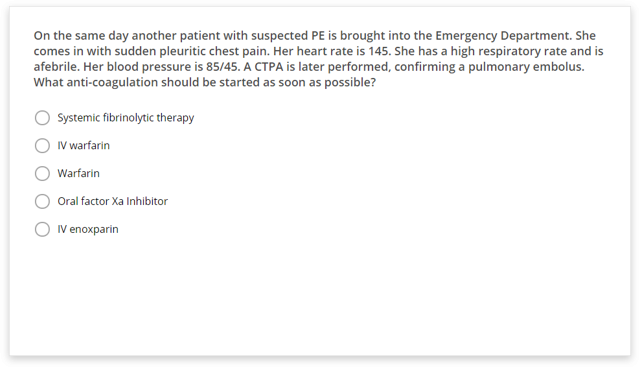 On the same day another patient with suspected PE is brought into the Emergency Department. She
comes in with sudden pleuritic chest pain. Her heart rate is 145. She has a high respiratory rate and is
afebrile. Her blood pressure is 85/45. A CTPA is later performed, confirming a pulmonary embolus.
What anti-coagulation should be started as soon as possible?
Systemic fibrinolytic therapy
IV warfarin
Warfarin
Oral factor Xa Inhibitor
IV enoxparin